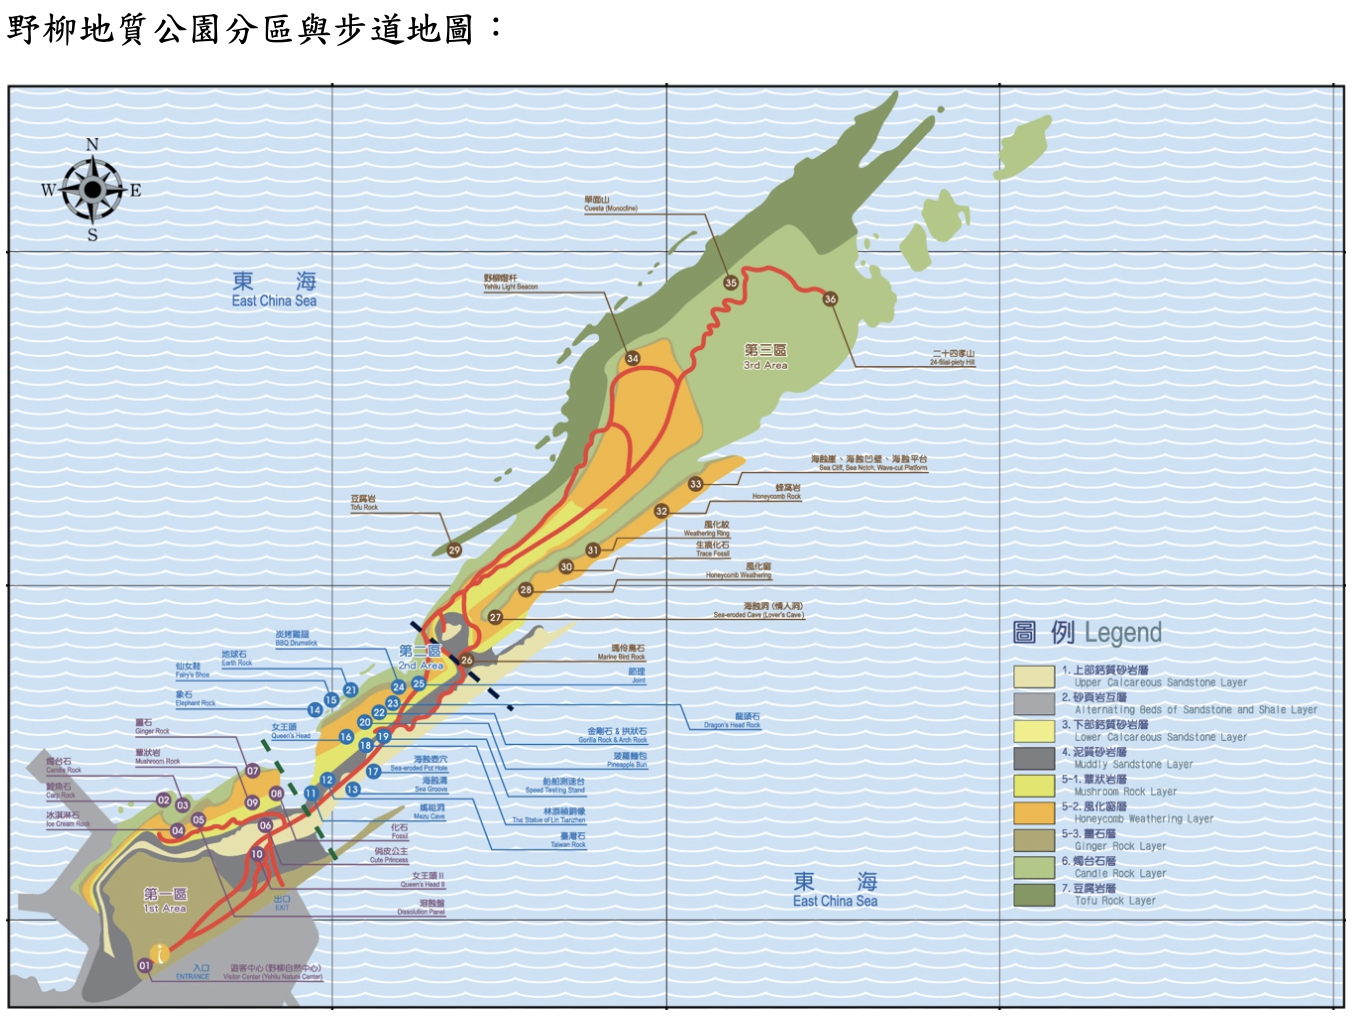 野柳地質公園分區與步道地圖：
N
W
E
S
單面山
Cuesta (Monocline)
野柳燈杆
Yehliu Light Beacon
東 海
East China Sea
35
36
34
第三區
3rd Area
二十四孝山
24-filial-piety Hill
海蝕崖、海蝕凹壁、海蝕平台
Sea Cliff, Sea Notch, Wave-cut Platform
33
蜂窩岩
Honeycomb Rock
豆腐岩
Tofu Rock
32
風化紋
Weathering Ring
29
31
生痕化石
Trace Fossil
30
風化窗
Honeycomb Weathering
28
海蝕洞 (情人洞)
Sea-eroded Cave (Lover's Cave)
27
炭烤雞腿
BBQ Drumstick
第二區
2nd Area
瑪伶鳥石
Marine Bird Rock
26
地球石
Earth Rock
仙女鞋
Fairy's Shoe
節理
Joint
象石
Elephant Rock
21
24
25
15
14
23
22
20
龍頭石
Dragon's Head Rock
薑石
Ginger Rock
女王頭
Queen's Head
16
19
18
金剛石 & 拱狀石
Gorilla Rock & Arch Rock
蕈狀岩
Mushroom Rock
海蝕壺穴
Sea-eroded Pot Hole
菠蘿麵包
Pineapple Bun
燭台石
Candle Rock
07
17
海蝕溝
Sea Groove
船舶測速台
Speed Testing Stand
12
13
11
02
03
09
08
冰淇淋石
Ice Cream Rock
05
04
06
媽祖洞
Mazu Cave
林添禎銅像
The Statue of Lin Tianzhen
化石
Fossil
臺灣石
Taiwan Rock
10
俏皮公主
Cute Princess
女王頭 II
Queen's Head II
第一區
1st Area
出口
EXIT
溶蝕盤
Dissolution Panel
東 海
East China Sea
i
01
入口
ENTRANCE
遊客中心 (野柳自然中心)
Visitor Center (Yehliu Nature Center)
圖 例 Legend
1. 上部鈣質砂岩層
Upper Calcareous Sandstone Layer
2. 砂頁岩互層
Alternating Beds of Sandstone and Shale Layer
3. 下部鈣質砂岩層
Lower Calcareous Sandstone Layer
4. 泥質砂岩層
Muddly Sandstone Layer
5-1. 蕈狀岩層
Mushroom Rock Layer
5-2. 風化窗層
Honeycomb Weathering Layer
5-3. 薑石層
Ginger Rock Layer
6. 燭台石層
Candle Rock Layer
7. 豆腐岩層
Tofu Rock Layer